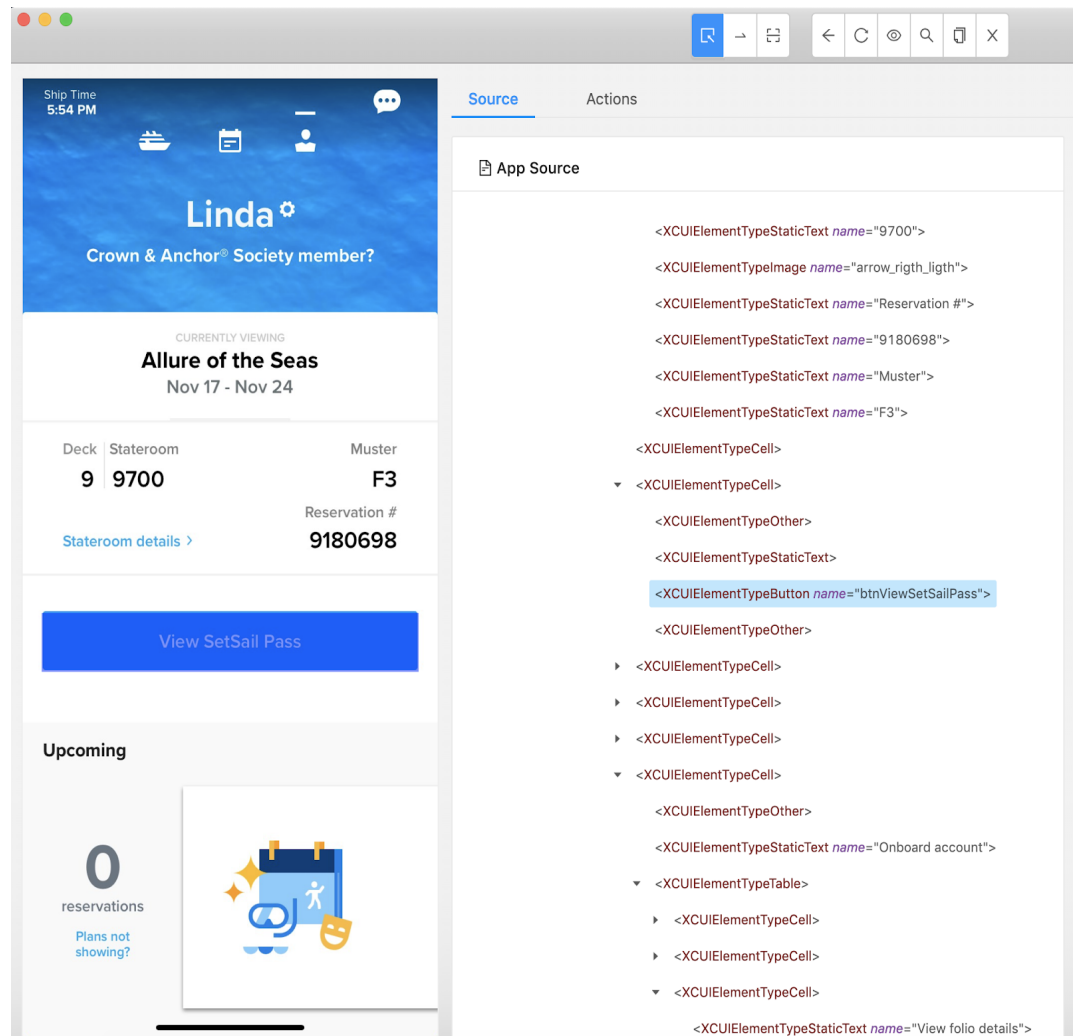 Ship Time
5:54 PM
Linda
Crown & Anchor® Society member?
CURRENTLY VIEWING
Allure of the Seas
Nov 17 - Nov 24
Deck Stateroom Muster
9 9700 F3
Reservation #
Stateroom details > 9180698
View SetSail Pass
Upcoming
0
reservations
Plans not
showing?
Source Actions
App Source
<XCUIElementTypeStaticText name="9700">
<XCUIElementTypeImage name="arrow_rigth_ligth">
<XCUIElementTypeStaticText name="Reservation #">
<XCUIElementTypeStaticText name="9180698">
<XCUIElementTypeStaticText name="Muster">
<XCUIElementTypeStaticText name="F3">
<XCUIElementTypeCell>
<XCUIElementTypeCell>
<XCUIElementTypeOther>
<XCUIElementTypeStaticText>
<XCUIElementTypeButton name="btnViewSetSailPass">
<XCUIElementTypeOther>
<XCUIElementTypeCell>
<XCUIElementTypeCell>
<XCUIElementTypeCell>
<XCUIElementTypeCell>
<XCUIElementTypeOther>
<XCUIElementTypeStaticText name="Onboard account">
<XCUIElementTypeTable>
<XCUIElementTypeCell>
<XCUIElementTypeCell>
<XCUIElementTypeCell>
<XCUIElementTypeStaticText name="View folio details">